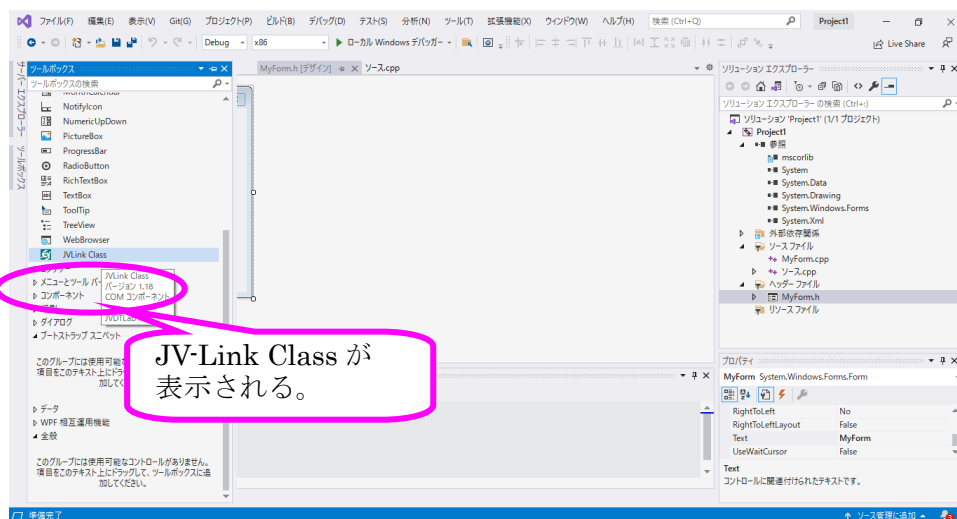 ファイル(F) 編集(E) 表示(V) Git(G) プロジェクト(P) ビルド(B) デバッグ(D) テスト(S) 分析(N) ツール(T) 拡張機能(X) ウィンドウ(W) ヘルプ(H) 検索 (Ctrl+Q) Project1
Debug x86 ローカル Windows デバッガー Live Share
サーバー エクスプローラー
ツールボックス
ツールボックス
ツールボックスの検索
MonthCalendar
NotifyIcon
NumericUpDown
PictureBox
ProgressBar
RadioButton
RichTextBox
TextBox
ToolTip
TreeView
WebBrowser
JVLink Class
メニューとツール バー
コンポーネント
ダイアログ
ブートストラップ スニペット
このグループには使用可能な
項目をこのテキスト上にドラッグ
加してく
データ
WPF 相互運用機能
全般
このグループには使用可能なコントロールがありません。
項目をこのテキスト上にドラッグして、ツールボックスに追
加してください。
JVLink Class
バージョン 1.18
COM コンポーネント
JVDTLab
MyForm.h [デザイン] ソース.cpp
JV-Link Class が
表示される。
ソリューション エクスプローラー
ソリューション エクスプローラー の検索 (Ctrl+:)
ソリューション 'Project1' (1/1 プロジェクト)
Project1
参照
mscorlib
System
System.Data
System.Drawing
System.Windows.Forms
System.Xml
外部依存関係
ソース ファイル
MyForm.cpp
ソース.cpp
ヘッダー ファイル
MyForm.h
リソース ファイル
プロパティ
MyForm System.Windows.Forms.Form
RightToLeft No
RightToLeftLayout False
Text MyForm
UseWaitCursor False
Text
コントロールに関連付けられたテキストです。
準備完了 ソース管理に追加